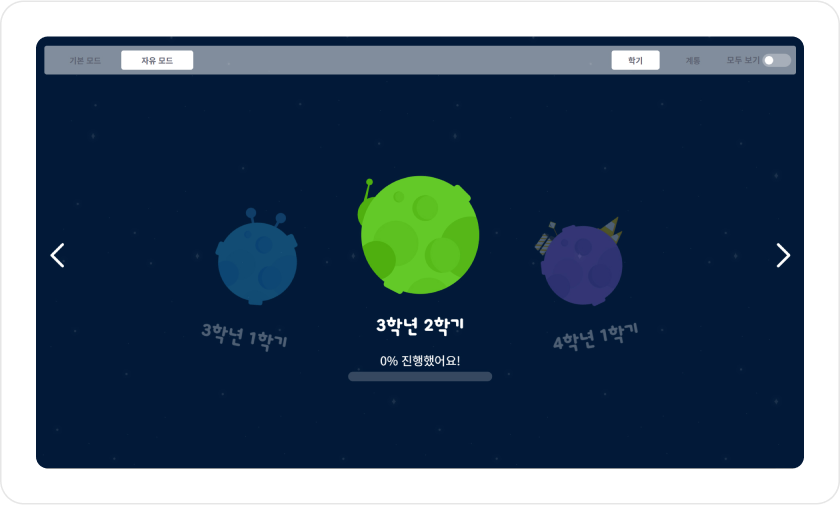 기본 모드 자유 모드 학기 계통 모두 보기
3학년 1학기
3학년 2학기
4학년 1학기
0% 진행했어요!